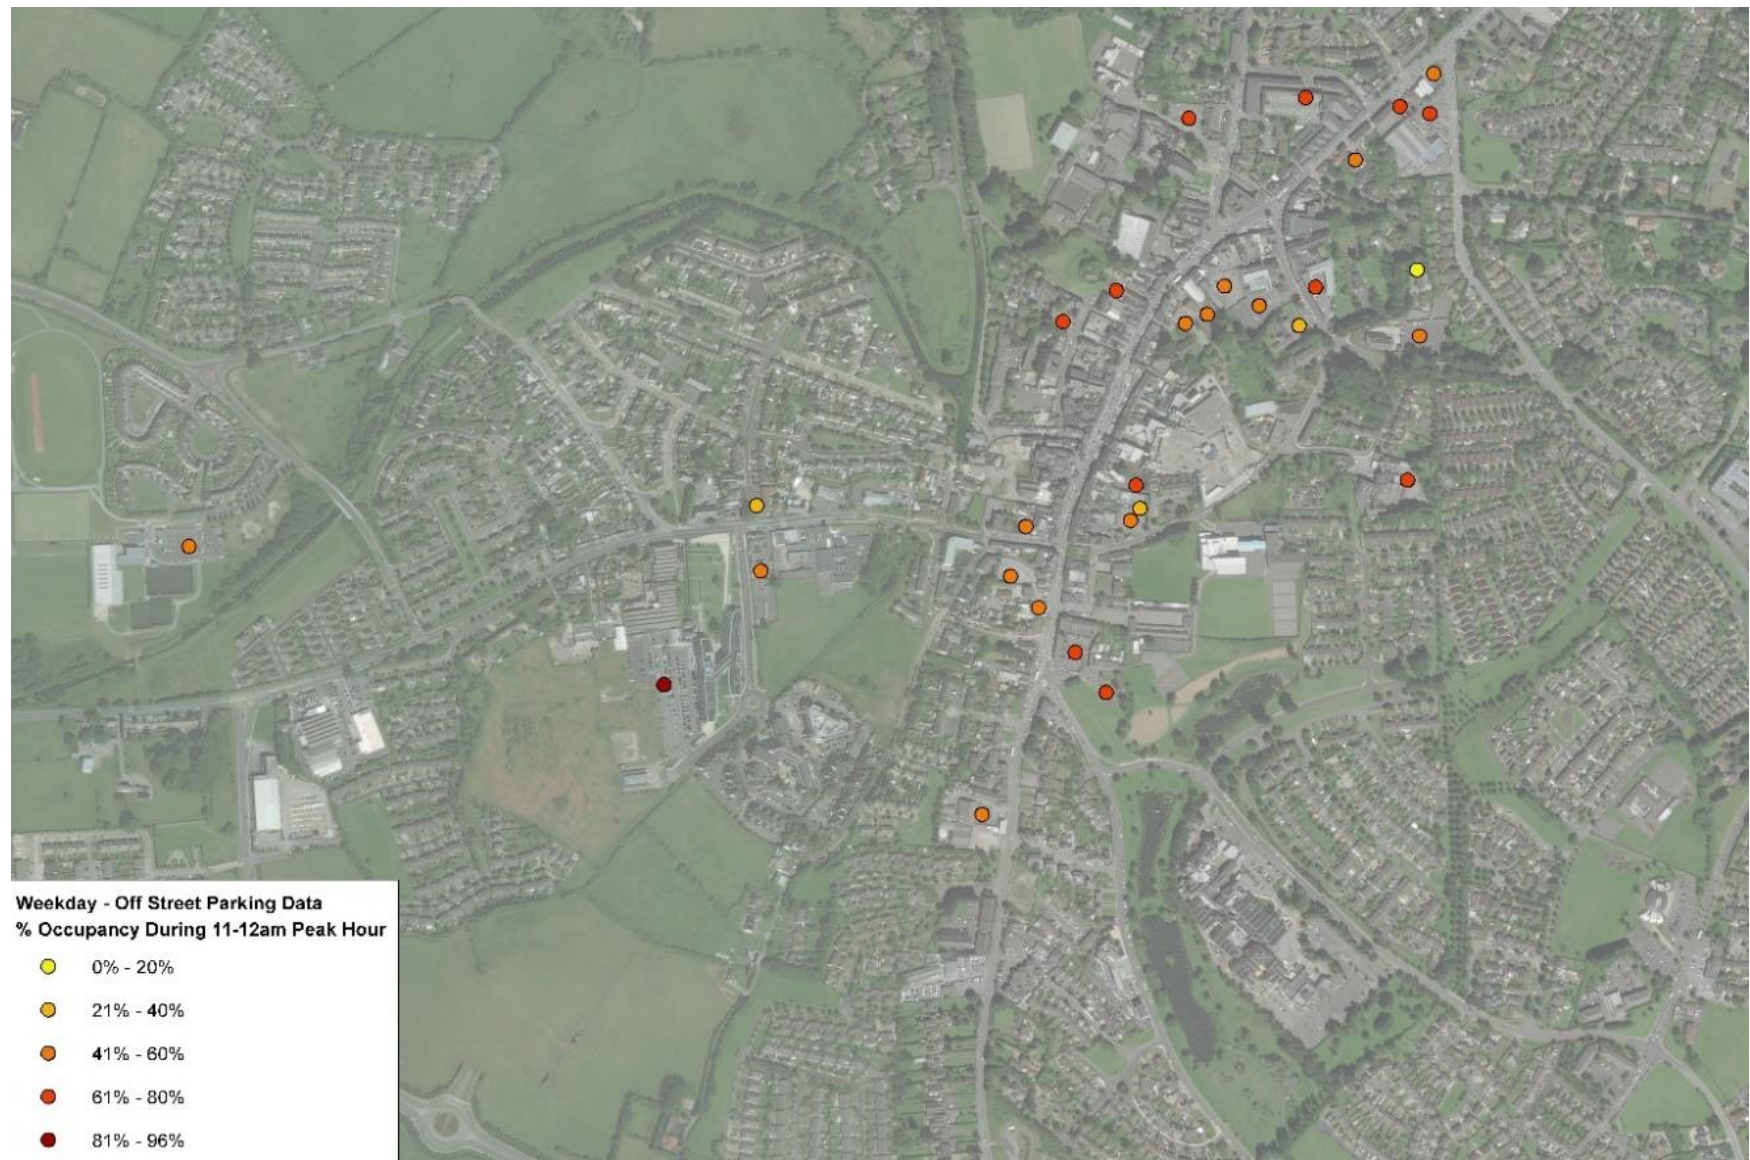 Weekday - Off Street Parking Data
% Occupancy During 11-12am Peak Hour
0% - 20%
21% - 40%
41% - 60%
61% - 80%
81% - 96%